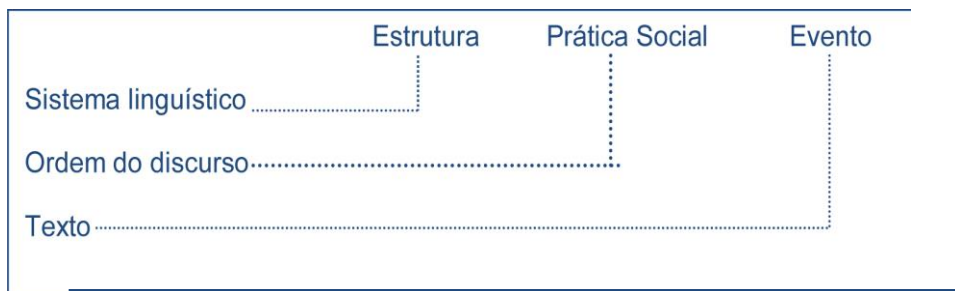 Estrutura Prática Social Evento
Sistema linguístico
Ordem do discurso
Texto